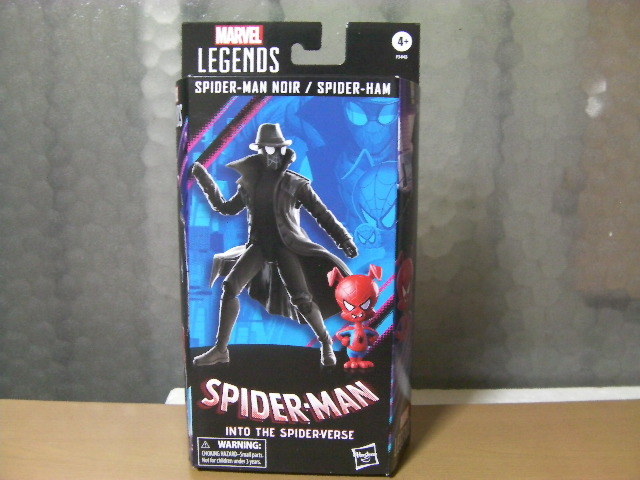 MARVEL
LEGENDS
4+
SPIDER-MAN NOIR / SPIDER-HAM
SPIDER-MAN
INTO THE SPIDER-VERSE
WARNING:
CHOKING HAZARD-Small parts.
Not for children under 3 years.
Hasbro